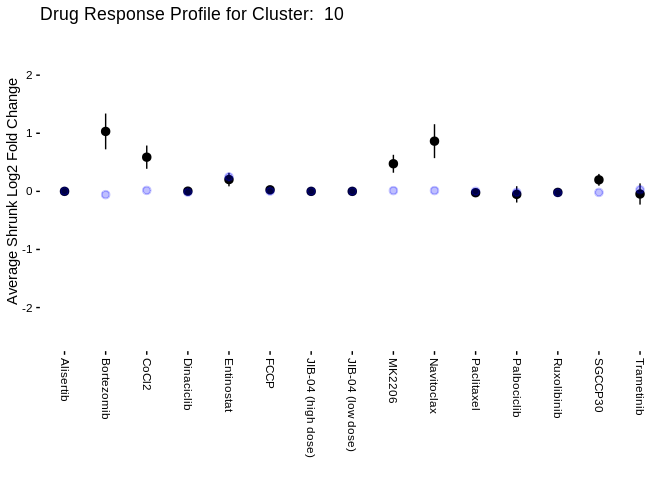 Drug Response Profile for Cluster:  10
Average Shrunk Log2 Fold Change
2
1
0
-1
-2
Alisertib
Bortezomib
CoCl2
Dinaciclib
Entinostat
FCCP
JIB-04 (high dose)
JIB-04 (low dose)
MK2206
Navitoclax
Paclitaxel
Palbociclib
Ruxolibinib
SGCCP30
Trametinib